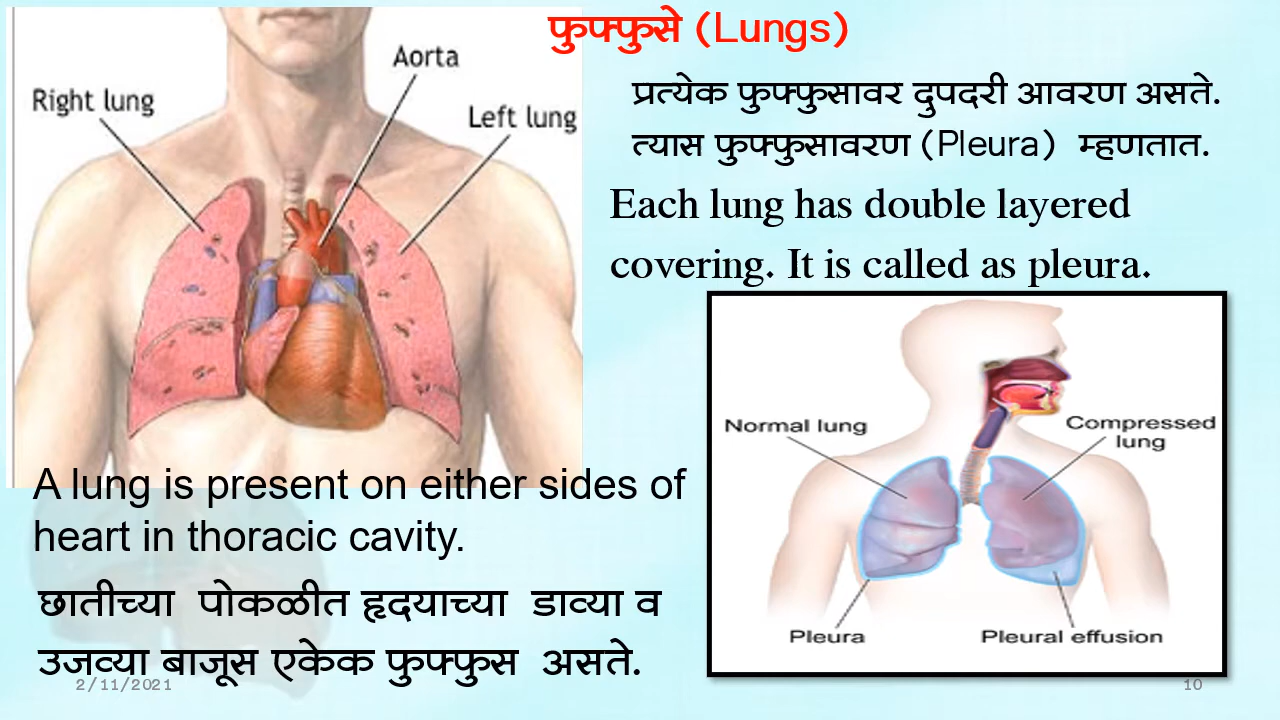 फुफ्फुसे (Lungs)
Aorta
Right lung
Left lung
प्रत्येक फुफ्फुसावर दुपदरी आवरण असते.
त्यास फुफ्फुसावरण (Pleura) म्हणतात.
Each lung has double layered
covering. It is called as pleura.
Normal lung
Compressed
lung
Pleura
Pleural effusion
A lung is present on either sides of
heart in thoracic cavity.
छातीच्या पोकळीत हृदयाच्या डाव्या व
उजव्या बाजूस एकेक फुफ्फुस असते.
2/11/2021
10